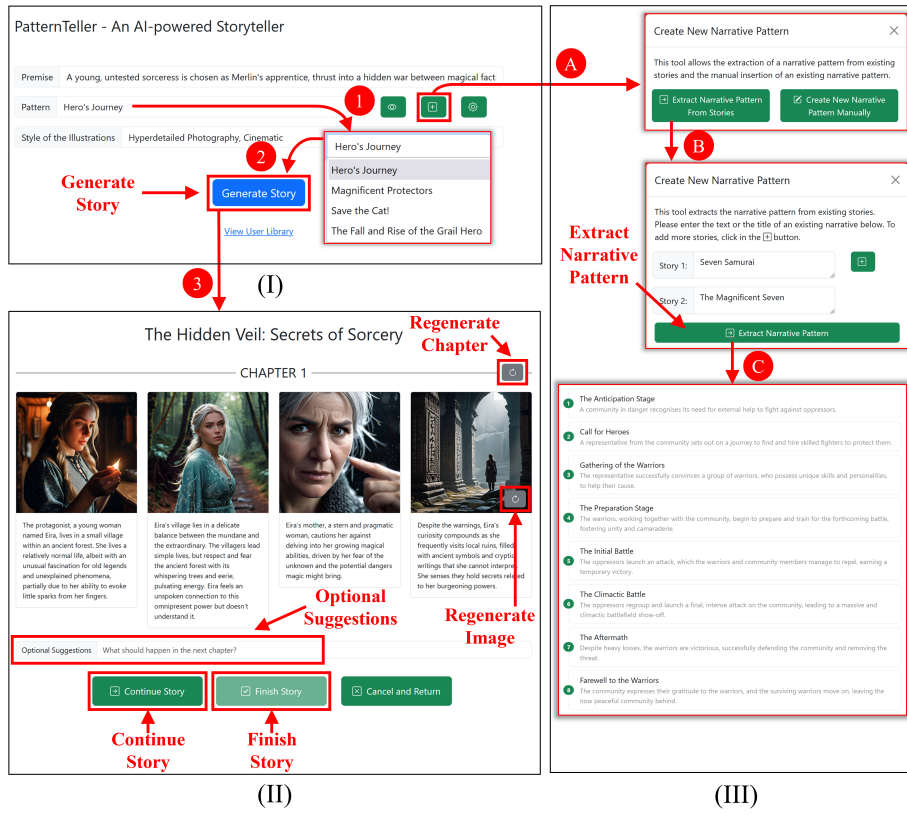 PatternTeller - An AI-powered Storyteller
Premise A young, untested sorceress is chosen as Merlin's apprentice, thrust into a hidden war between magical fact
Pattern Hero's Journey
1
Style of the Illustrations Hyperdetailed Photography, Cinematic
2
Hero's Journey
Hero's Journey
Magnificent Protectors
Save the Cat!
The Fall and Rise of the Grail Hero
Generate
Story
Generate Story
View User Library
3
(I)
The Hidden Veil: Secrets of Sorcery
Regenerate
Chapter
CHAPTER 1
The protagonist, a young woman
named Eira, lives in a small village
within an ancient forest. She lives a
relatively normal life, albeit with an
unusual fascination for old legends
and unexplained phenomena,
partially due to her ability to evoke
little sparks from her fingers.
Eira's village lies in a delicate
balance between the mundane and
the extraordinary. The villagers lead
simple lives, but respect and fear
the ancient forest with its
whispering trees and eerie,
pulsating energy. Eira feels an
unspoken connection to this
omnipresent power but doesn't
understand it.
Eira's mother, a stern and pragmatic
woman, cautions her against
delving into her growing magical
abilities, driven by her fear of the
unknown and the potential dangers
magic might bring.
Despite the warnings, Eira's
curiosity compounds as she
frequently visits local ruins, filled
with ancient symbols and cryptic
writings that she cannot interpret.
She senses they hold secrets related
to her burgeoning powers.
Optional
Suggestions
Regenerate
Image
Optional Suggestions What should happen in the next chapter?
Continue Story
Finish Story
Cancel and Return
Continue
Story
Finish
Story
(II)
A
Create New Narrative Pattern
This tool allows the extraction of a narrative pattern from existing
stories and the manual insertion of an existing narrative pattern.
Extract Narrative Pattern
From Stories
Create New Narrative
Pattern Manually
B
Create New Narrative Pattern
This tool extracts the narrative pattern from existing stories.
Please enter the text or the title of an existing narrative below. To
add more stories, click in the button.
Extract
Narrative
Pattern
Story 1: Seven Samurai
Story 2: The Magnificent Seven
Extract Narrative Pattern
C
1 The Anticipation Stage
A community in danger recognises its need for external help to fight against oppressors.
2 Call for Heroes
A representative from the community sets out on a journey to find and hire skilled fighters to protect them.
3 Gathering of the Warriors
The representative successfully convinces a group of warriors, who possess unique skills and personalities,
to help their cause.
4 The Preparation Stage
The warriors, working together with the community, begin to prepare and train for the forthcoming battle,
fostering unity and camaraderie.
5 The Initial Battle
The oppressors launch an attack, which the warriors and community members manage to repel, earning a
temporary victory.
6 The Climactic Battle
The oppressors regroup and launch a final, intense attack on the community, leading to a massive and
climactic battlefield show-off.
7 The Aftermath
Despite heavy losses, the warriors are victorious, successfully defending the community and removing the
threat.
8 Farewell to the Warriors
The community expresses their gratitude to the warriors, and the surviving warriors move on, leaving the
now peaceful community behind.
(III)